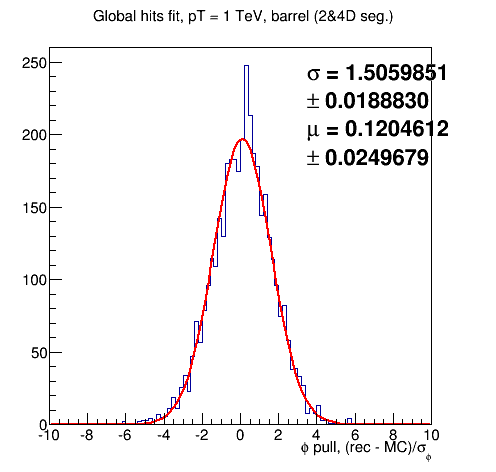 Global hits fit, pT = 1 TeV, barrel (2&4D seg.)
250
σ = 1.5059851
± 0.0188830
200
μ = 0.1204612
± 0.0249679
150
100
50
0
-10 -8 -6 -4 -2 0 2 4 6 8 10
ϕ pull, (rec - MC)/σ_ϕ